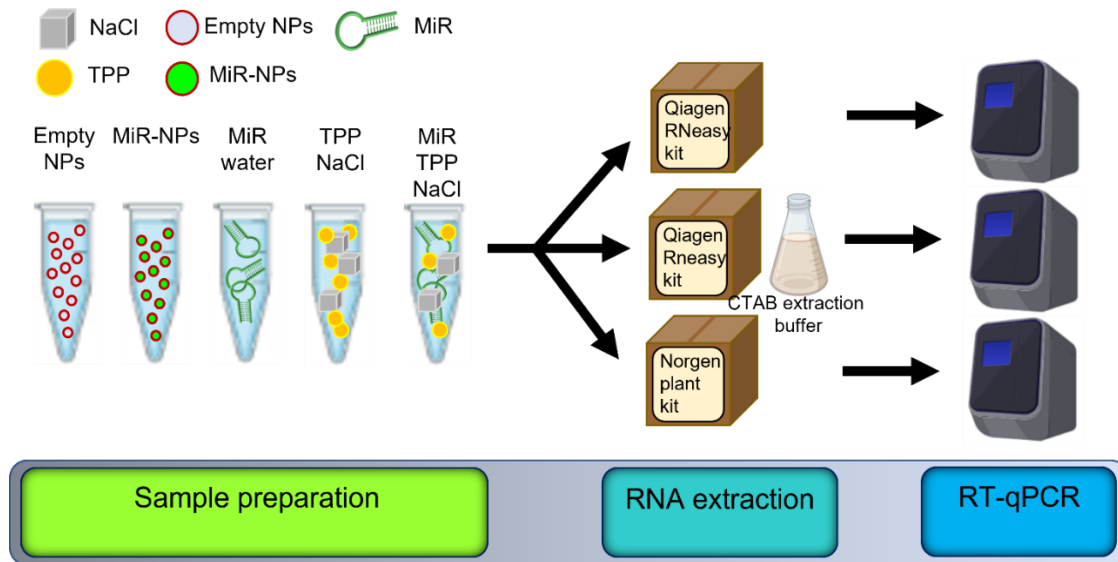 NaCl
Empty NPs
MiR
TPP
MiR-NPs
Empty
NPs
MiR-NPs
MiR
water
TPP
NaCl
MiR
TPP
NaCl
Qiagen
RNeasy
kit
Qiagen
Rneasy
kit
CTAB extraction
buffer
Norgen
plant
kit
Sample preparation
RNA extraction
RT-qPCR